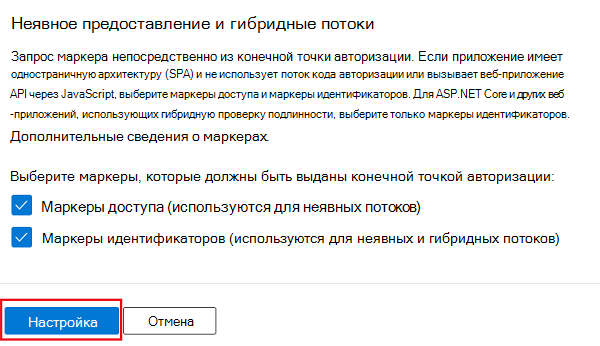 Неявное предоставление и гибридные потоки
Запрос маркера непосредственно из конечной точки авторизации. Если приложение имеет
одностраничную архитектуру (SPA) и не использует поток кода авторизации или вызывает веб-приложение
API через JavaScript, выберите маркеры доступа и маркеры идентификаторов. Для ASP.NET Core и других веб
-приложений, использующих гибридную проверку подлинности, выберите только маркеры идентификаторов.
Дополнительные сведения о маркерах.
Выберите маркеры, которые должны быть выданы конечной точкой авторизации:
Маркеры доступа (используются для неявных потоков)
Маркеры идентификаторов (используются для неявных и гибридных потоков)
Настройка
Отмена